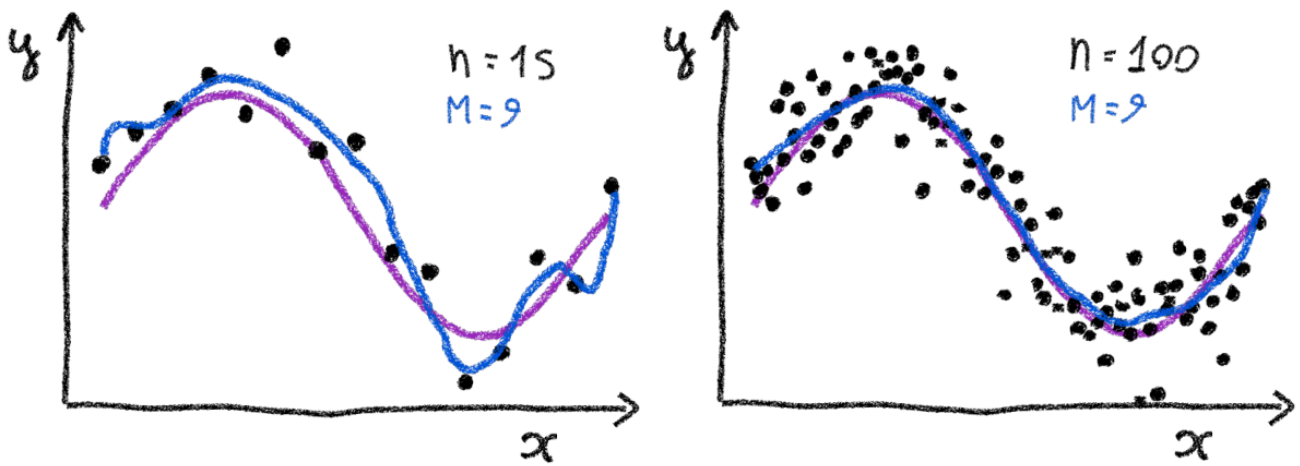 y
n = 15
M = 9
x
y
n = 100
M = 9
x